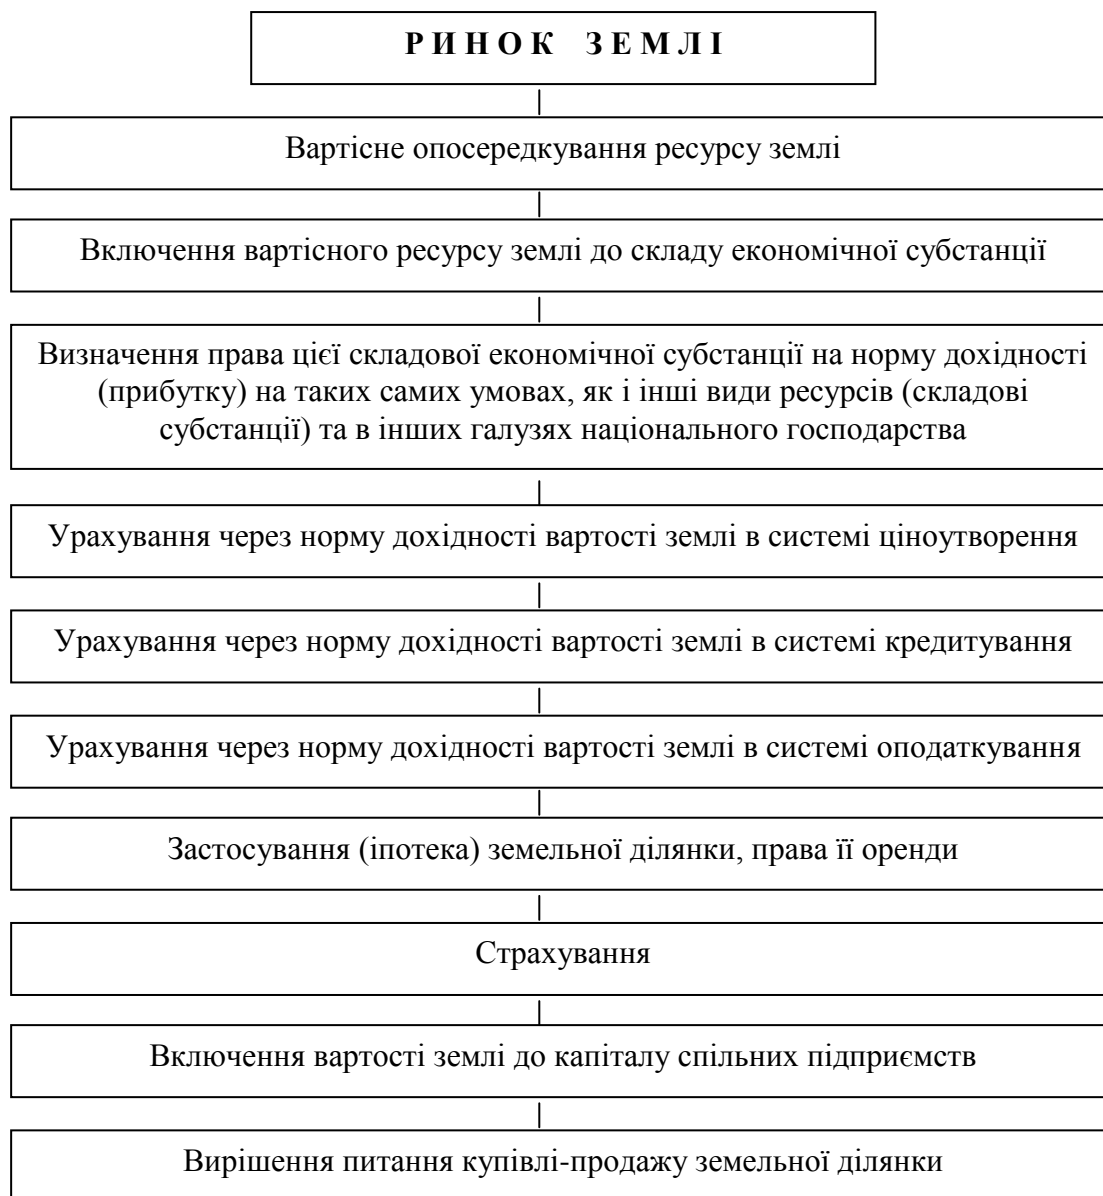 РИНОК ЗЕМЛІ
Вартісне опосередкування ресурсу землі
Включення вартісного ресурсу землі до складу економічної субстанції
Визначення права цієї складової економічної субстанції на норму дохідності
(прибутку) на таких самих умовах, як і інші види ресурсів (складові
субстанції) та в інших галузях національного господарства
Урахування через норму дохідності вартості землі в системі ціноутворення
Урахування через норму дохідності вартості землі в системі кредитування
Урахування через норму дохідності вартості землі в системі оподаткування
Застосування (іпотека) земельної ділянки, права її оренди
Страхування
Включення вартості землі до капіталу спільних підприємств
Вирішення питання купівлі-продажу земельної ділянки